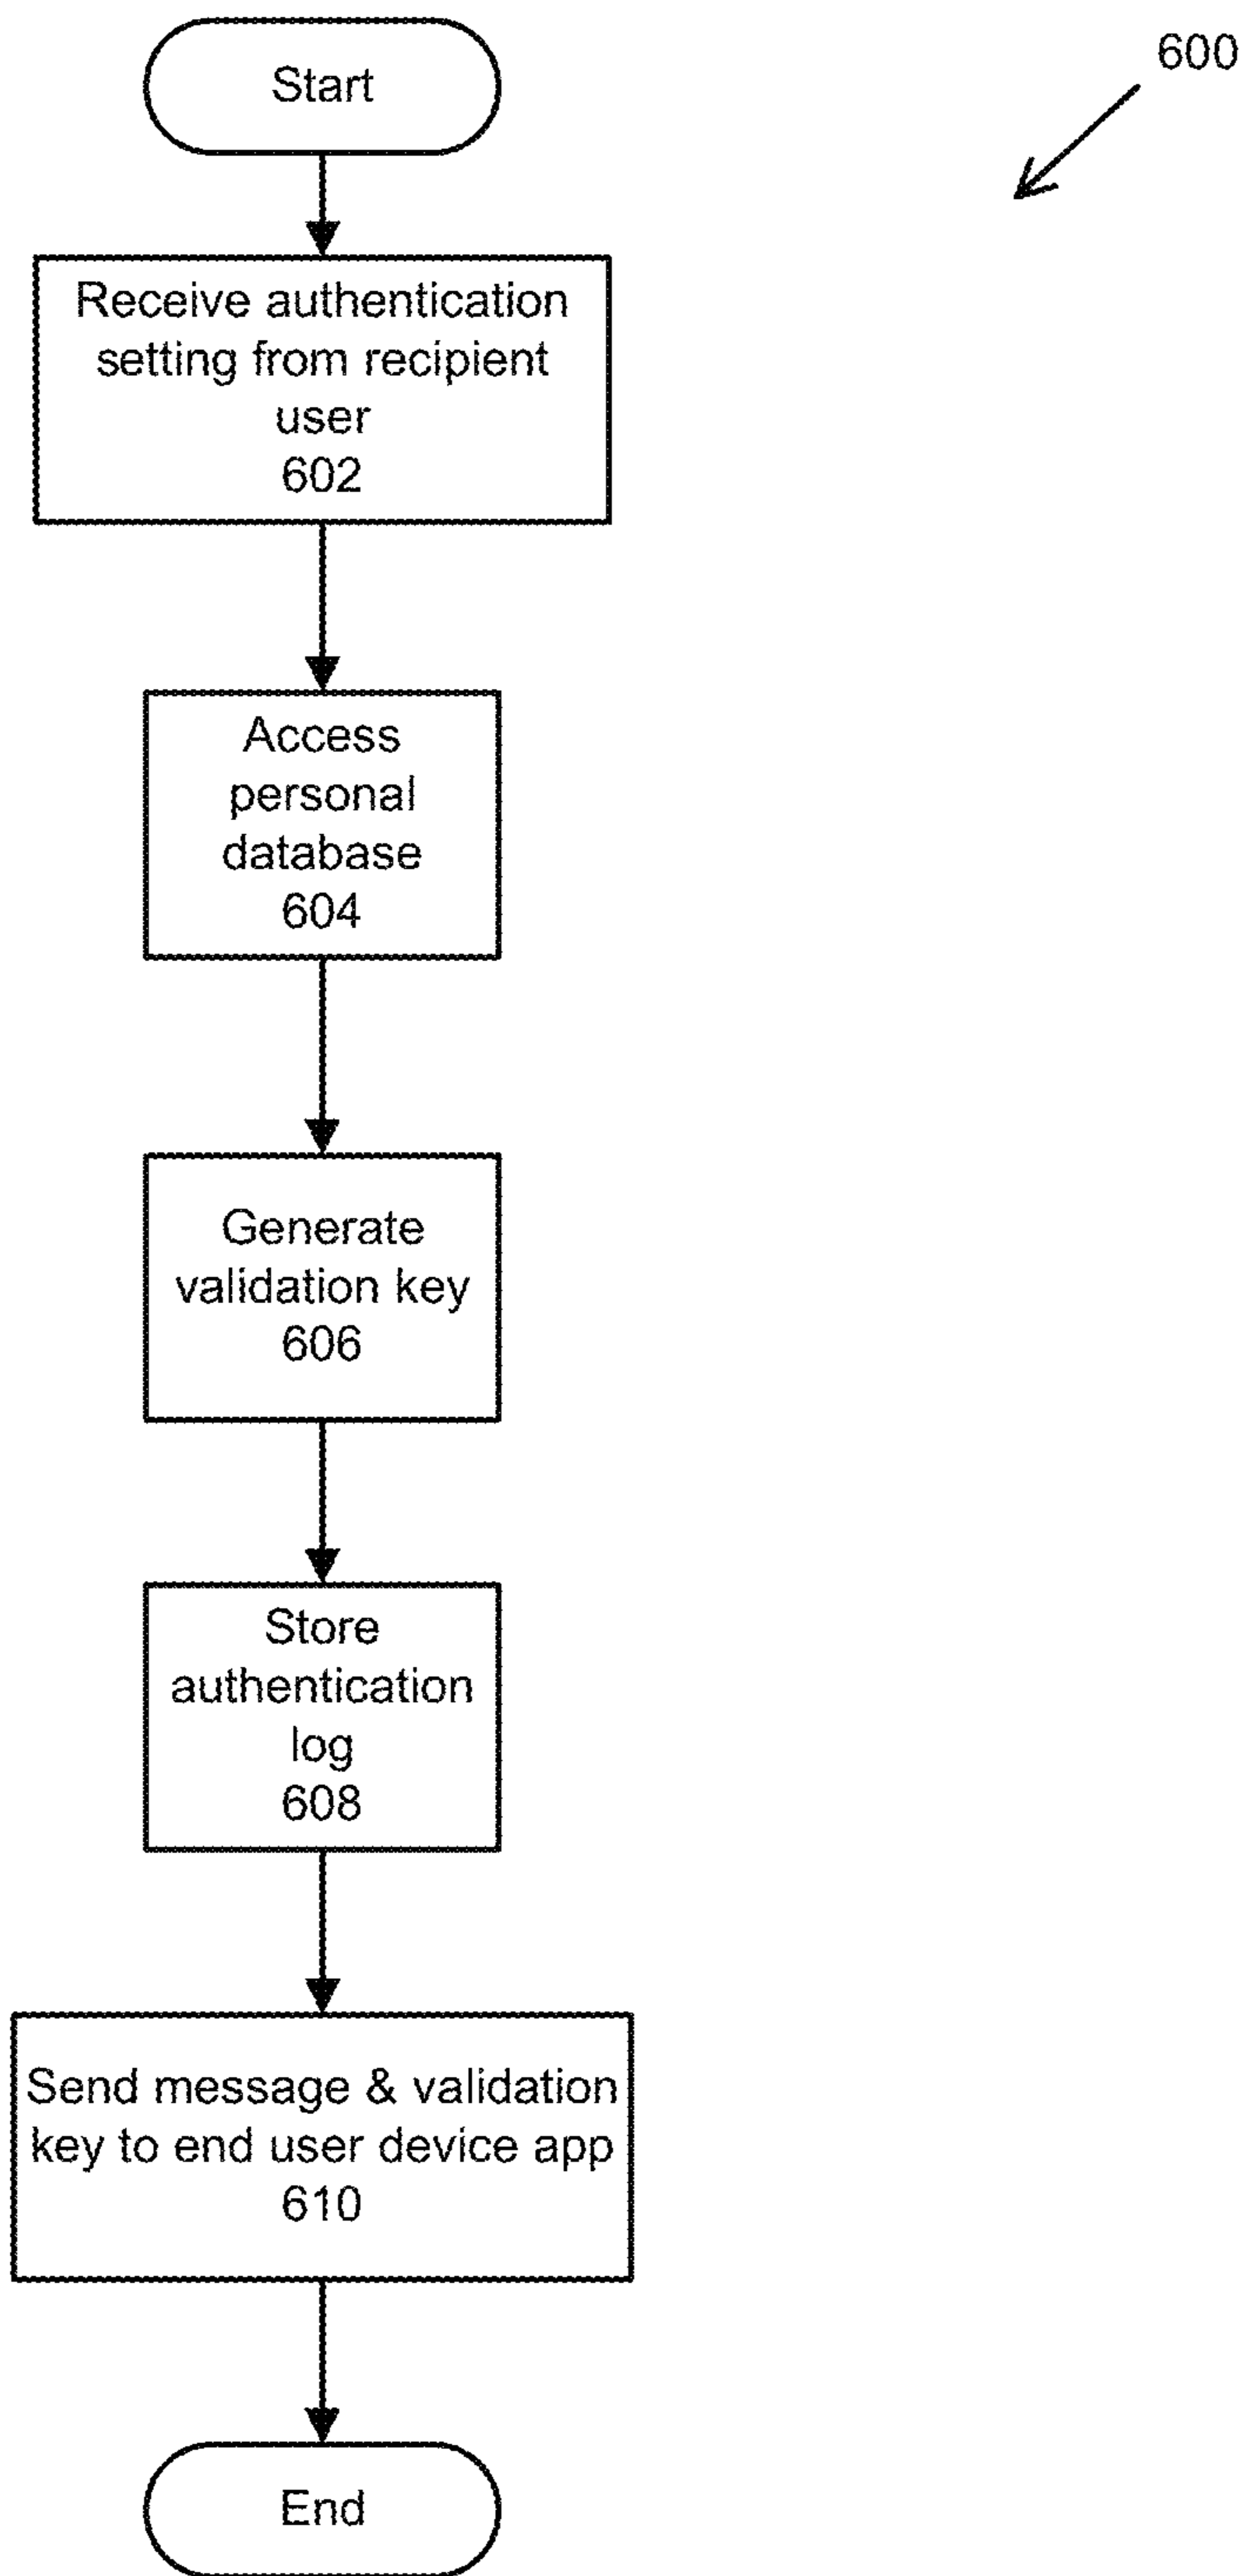 Start
600
Receive authentication
setting from recipient
user
602
Access
personal
database
604
Generate
validation key
606
Store
authentication
log
608
Send message & validation
key to end user device app
610
End